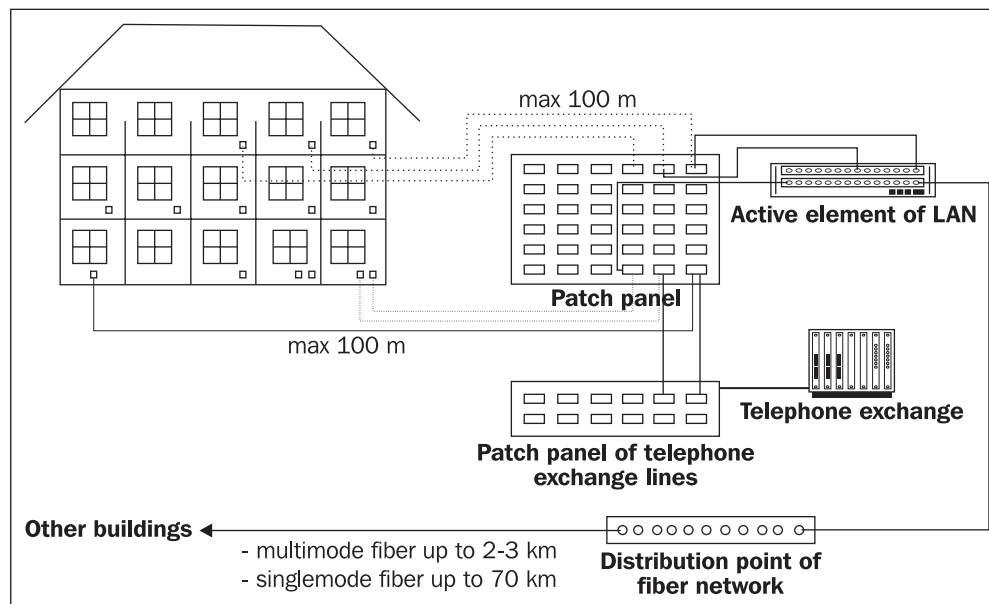 max 100 m
Active element of LAN
Patch panel
max 100 m
Telephone exchange
Patch panel of telephone
exchange lines
Other buildings
- multimode fiber up to 2-3 km
- singlemode fiber up to 70 km
Distribution point of
fiber network